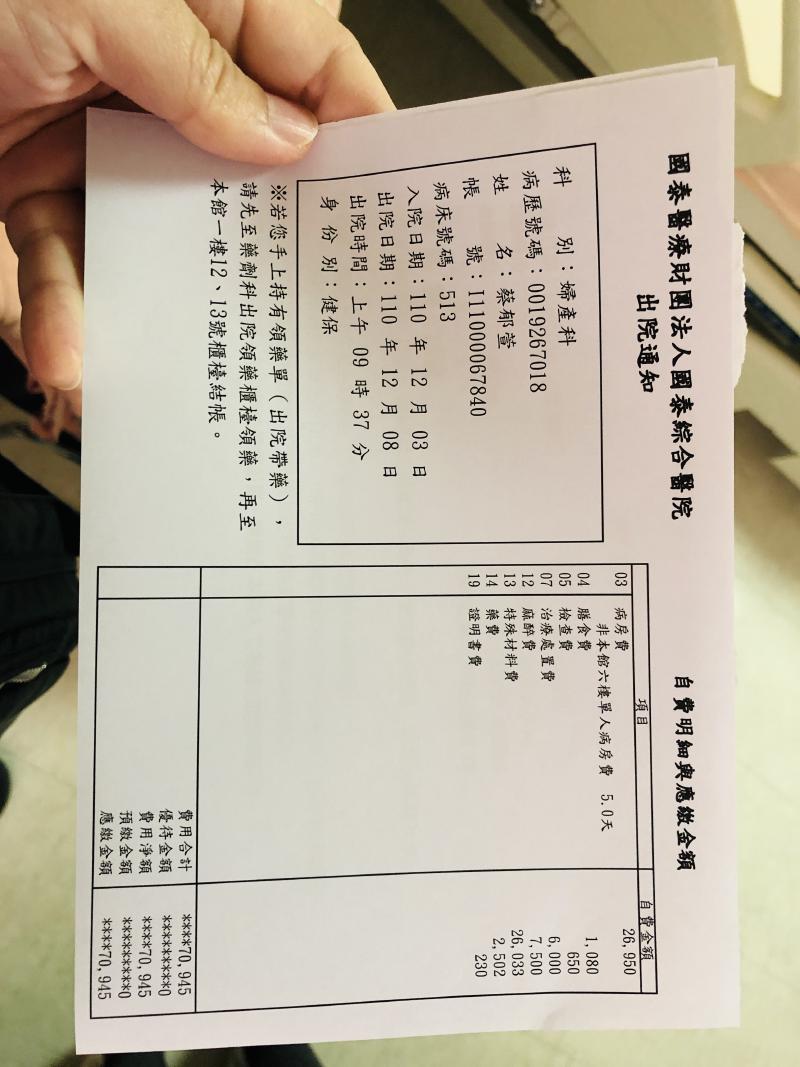 國泰醫療財團法人國泰綜合醫院
出院通知
科　　別：婦產科
病歷號碼：0019267018
姓　　名：蔡郁萱
帳　　號：I11000067840
病床號碼：513
入院日期：110 年 12 月 03 日
出院日期：110 年 12 月 08 日
出院時間：上午 09 時 37 分
身 份 別：健保
※若您手上持有領藥單（出院帶藥），
請先至藥劑科出院領藥櫃檯領藥，再至
本館一樓12、13號櫃檯結帳。
自費明細與應繳金額
項目　自費金額
03 病房費 26,950
非本館六樓單人病房費 5.0天
04 膳食費 1,080
05 檢查費 650
07 治療處置費 6,000
12 麻醉費 7,500
13 特殊材料費 26,033
14 藥費 2,502
19 證明書費 230
費用合計 ****70,945
優待金額 *********0
費用淨額 ****70,945
預繳金額 *********0
應繳金額 ****70,945